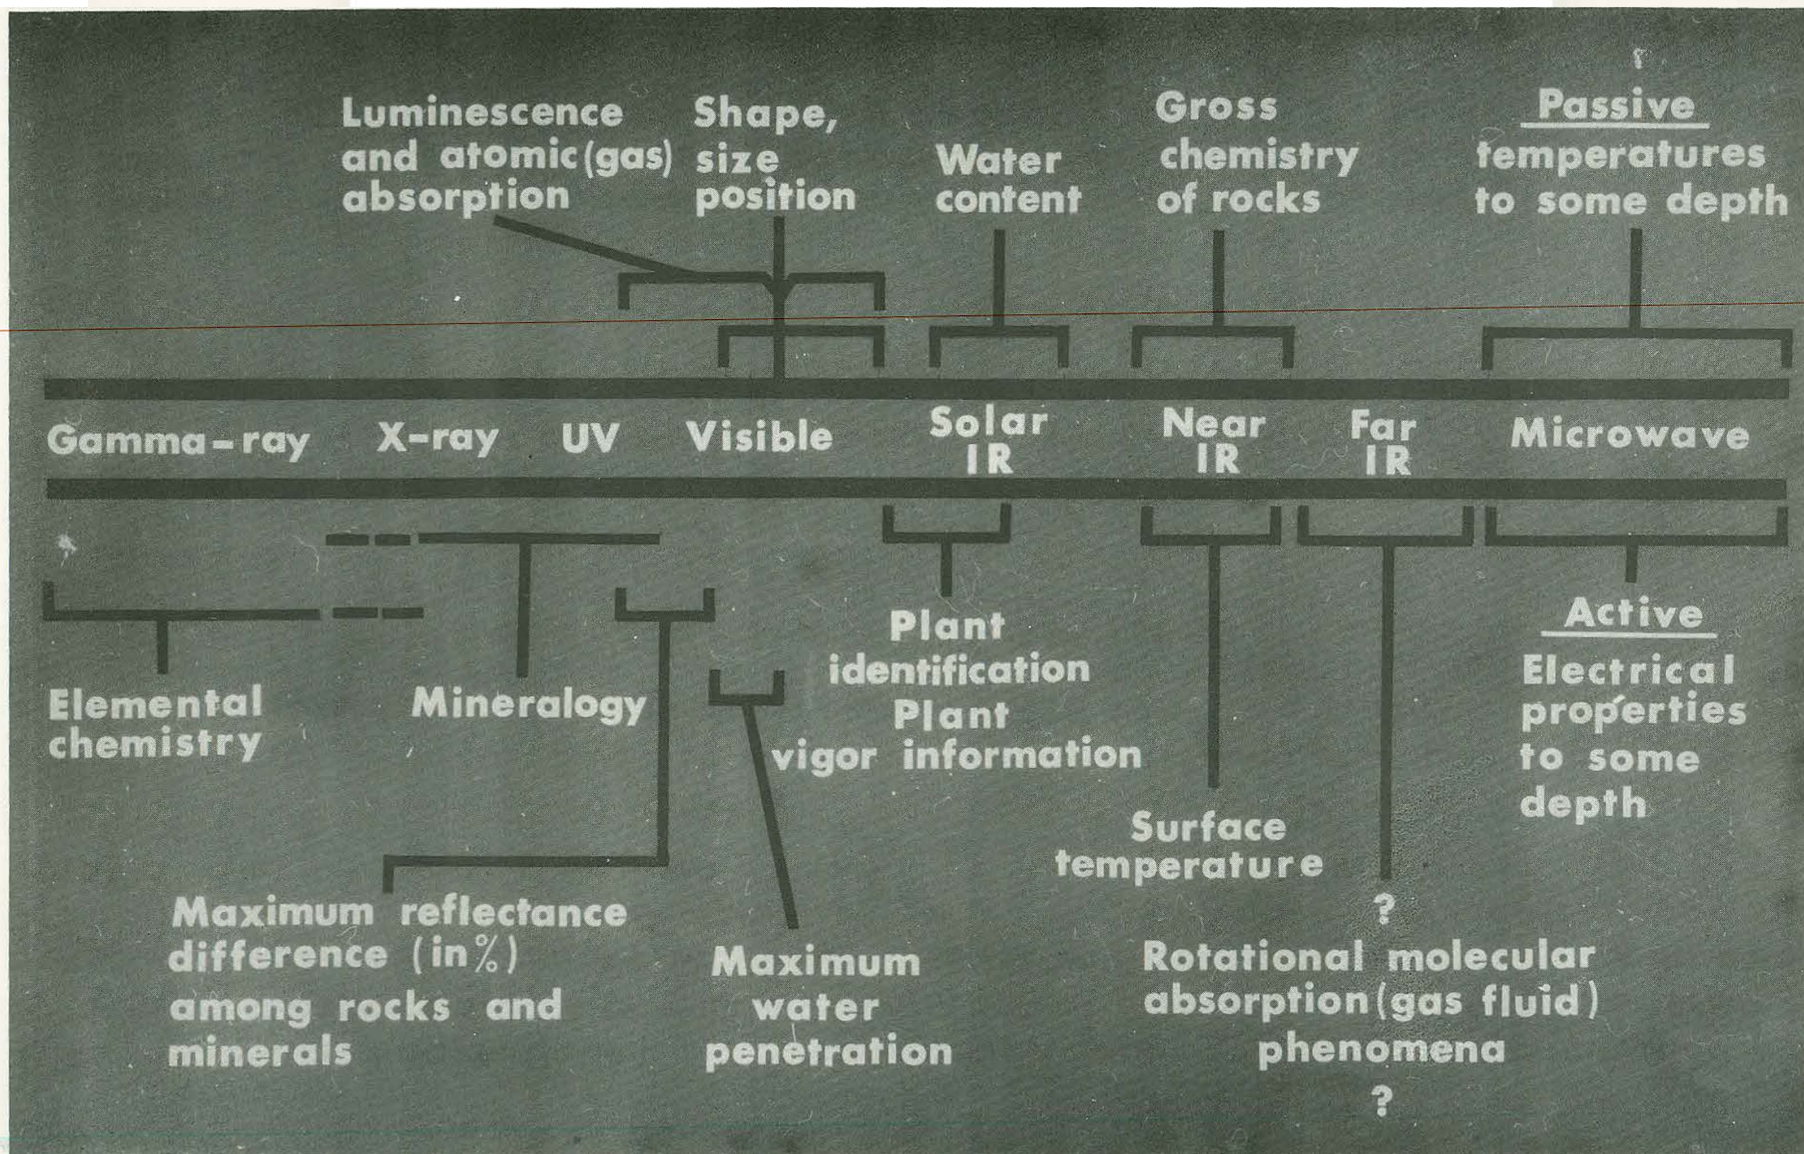 Luminescence
and atomic (gas)
absorption
Shape,
size
position
Water
content
Gross
chemistry
of rocks
Passive
temperatures
to some depth
Gamma-ray
X-ray
UV
Visible
Solar
IR
Near
IR
Far
IR
Microwave
Elemental
chemistry
Mineralogy
Plant
identification
Plant
vigor information
Active
Electrical
properties
to some
depth
Surface
temperature
Maximum reflectance
difference (in%)
among rocks and
minerals
Maximum
water
penetration
?
Rotational molecular
absorption (gas fluid)
phenomena
?